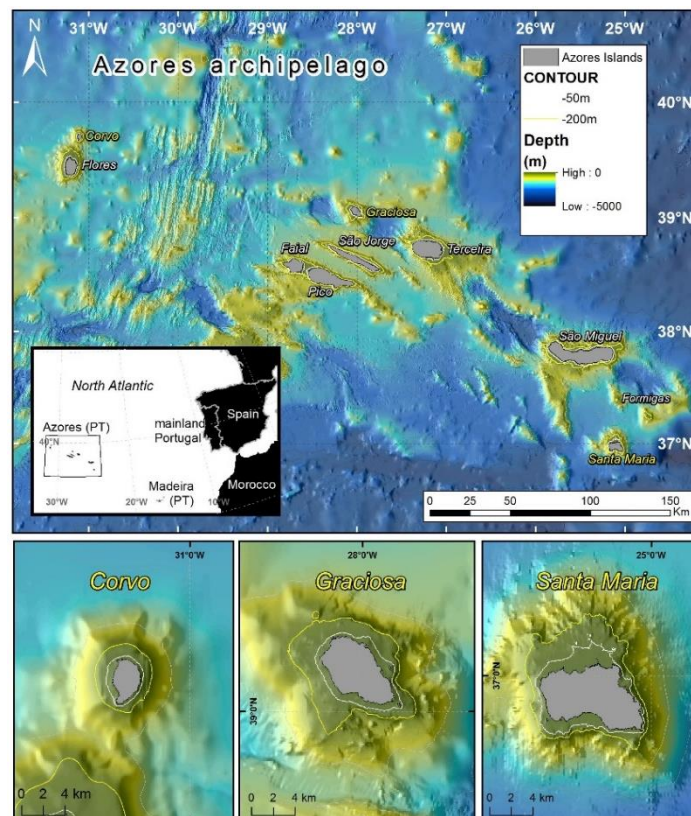 31°W
30°W
29°W
28°W
27°W
26°W
25°W
N
Azores archipelago
Azores Islands
CONTOUR
-50m
-200m
Depth
(m)
High : 0
Low : -5000
40°N
39°N
38°N
37°N
Corvo
Flores
Graciosa
São Jorge
Terceira
Faial
Pico
São Miguel
Formigas
Santa Maria
North Atlantic
Azores (PT)
40°N
mainland
Portugal
Spain
Morocco
Madeira
(PT)
30°W
20°W
10°W
0 25 50 100 150
Km
31°0'W
Corvo
0 2 4 km
28°0'W
Graciosa
39°0'N
0 2 4 km
25°0'W
Santa Maria
37°0'N
0 2 4 km